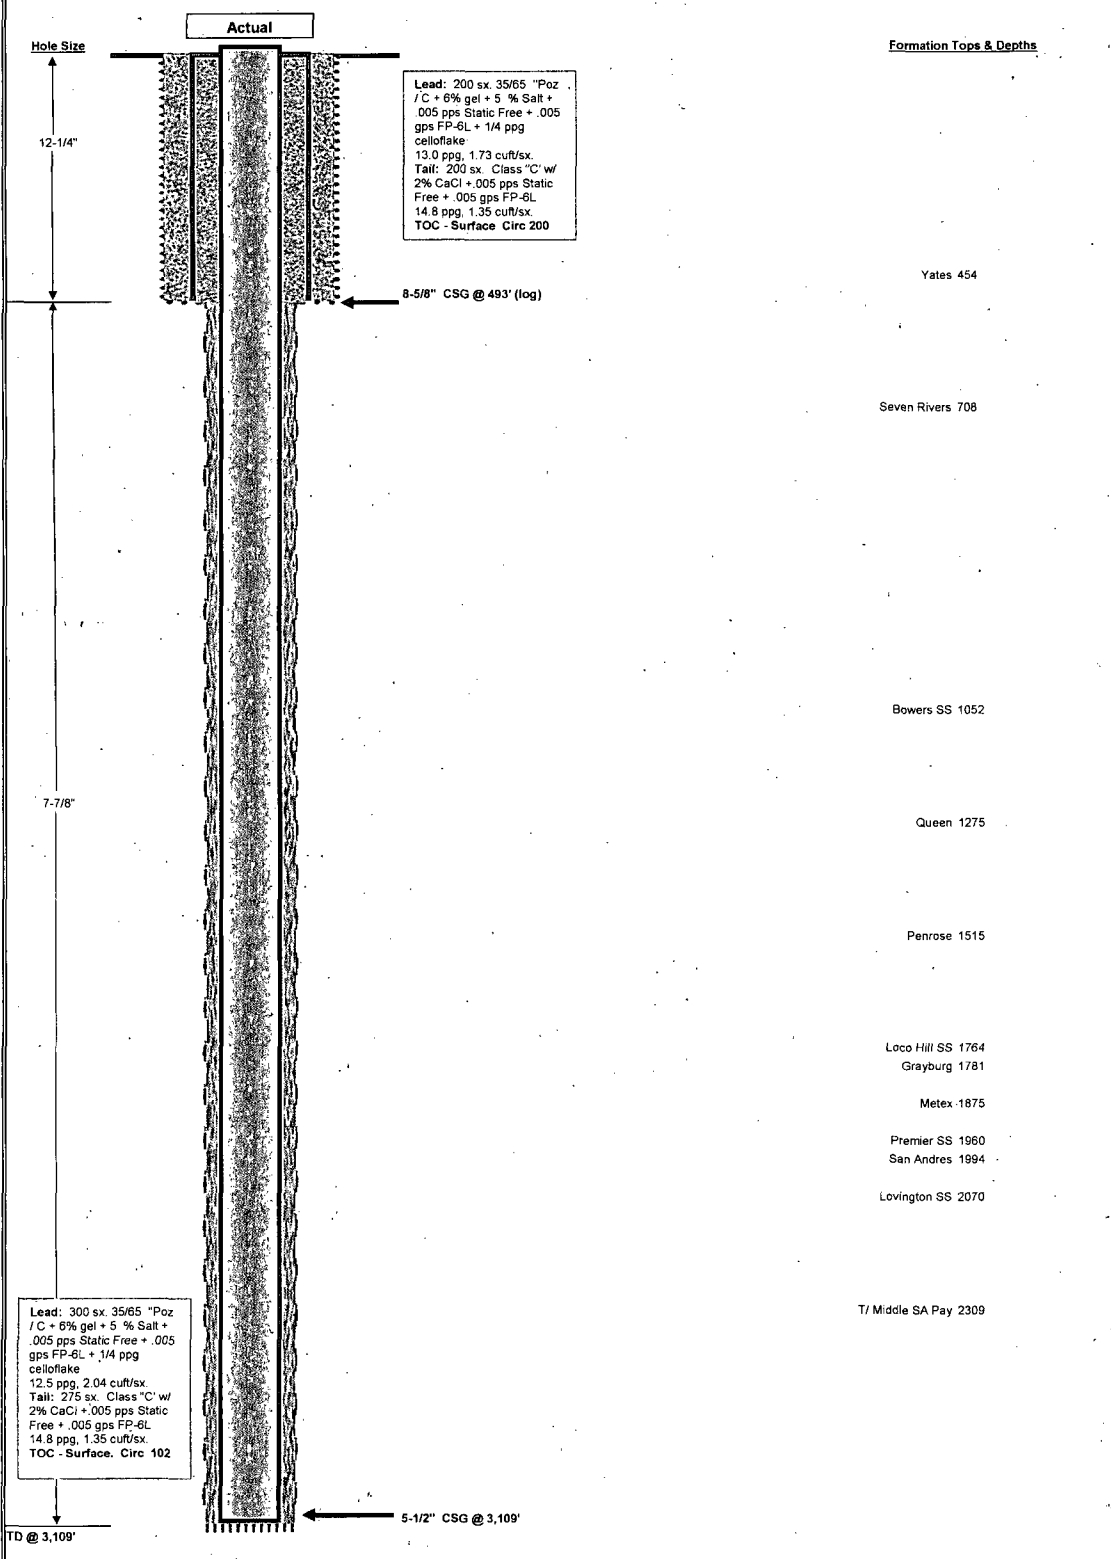 Actual
Hole Size
Formation Tops & Depths
Lead: 200 sx. 35/65 "Poz
/ C + 6% gel + 5 % Salt +
.005 pps Static Free + .005
gps FP-6L + 1/4 ppg
celloflake
13.0 ppg, 1.73 cuft/sx.
Tail: 200 sx. Class "C' w/
2% CaCl +.005 pps Static
Free + .005 gps FP-6L
14.8 ppg, 1.35 cuft/sx.
TOC - Surface Circ 200
12-1/4"
Yates 454
8-5/8" CSG @ 493' (log)
Seven Rivers 708
Bowers SS 1052
7-7/8"
Queen 1275
Penrose 1515
Loco Hill SS 1764
Grayburg 1781
Metex 1875
Premier SS 1960
San Andres 1994
Lovington SS 2070
T/ Middle SA Pay 2309
Lead: 300 sx. 35/65 "Poz
/ C + 6% gel + 5 % Salt +
.005 pps Static Free + .005
gps FP-6L + 1/4 ppg
celloflake
12.5 ppg, 2.04 cuft/sx.
Tail: 275 sx. Class "C' w/
2% CaCl +.005 pps Static
Free + .005 gps FP-6L
14.8 ppg, 1.35 cuft/sx.
TOC - Surface. Circ 102
5-1/2" CSG @ 3,109'
TD @ 3,109'